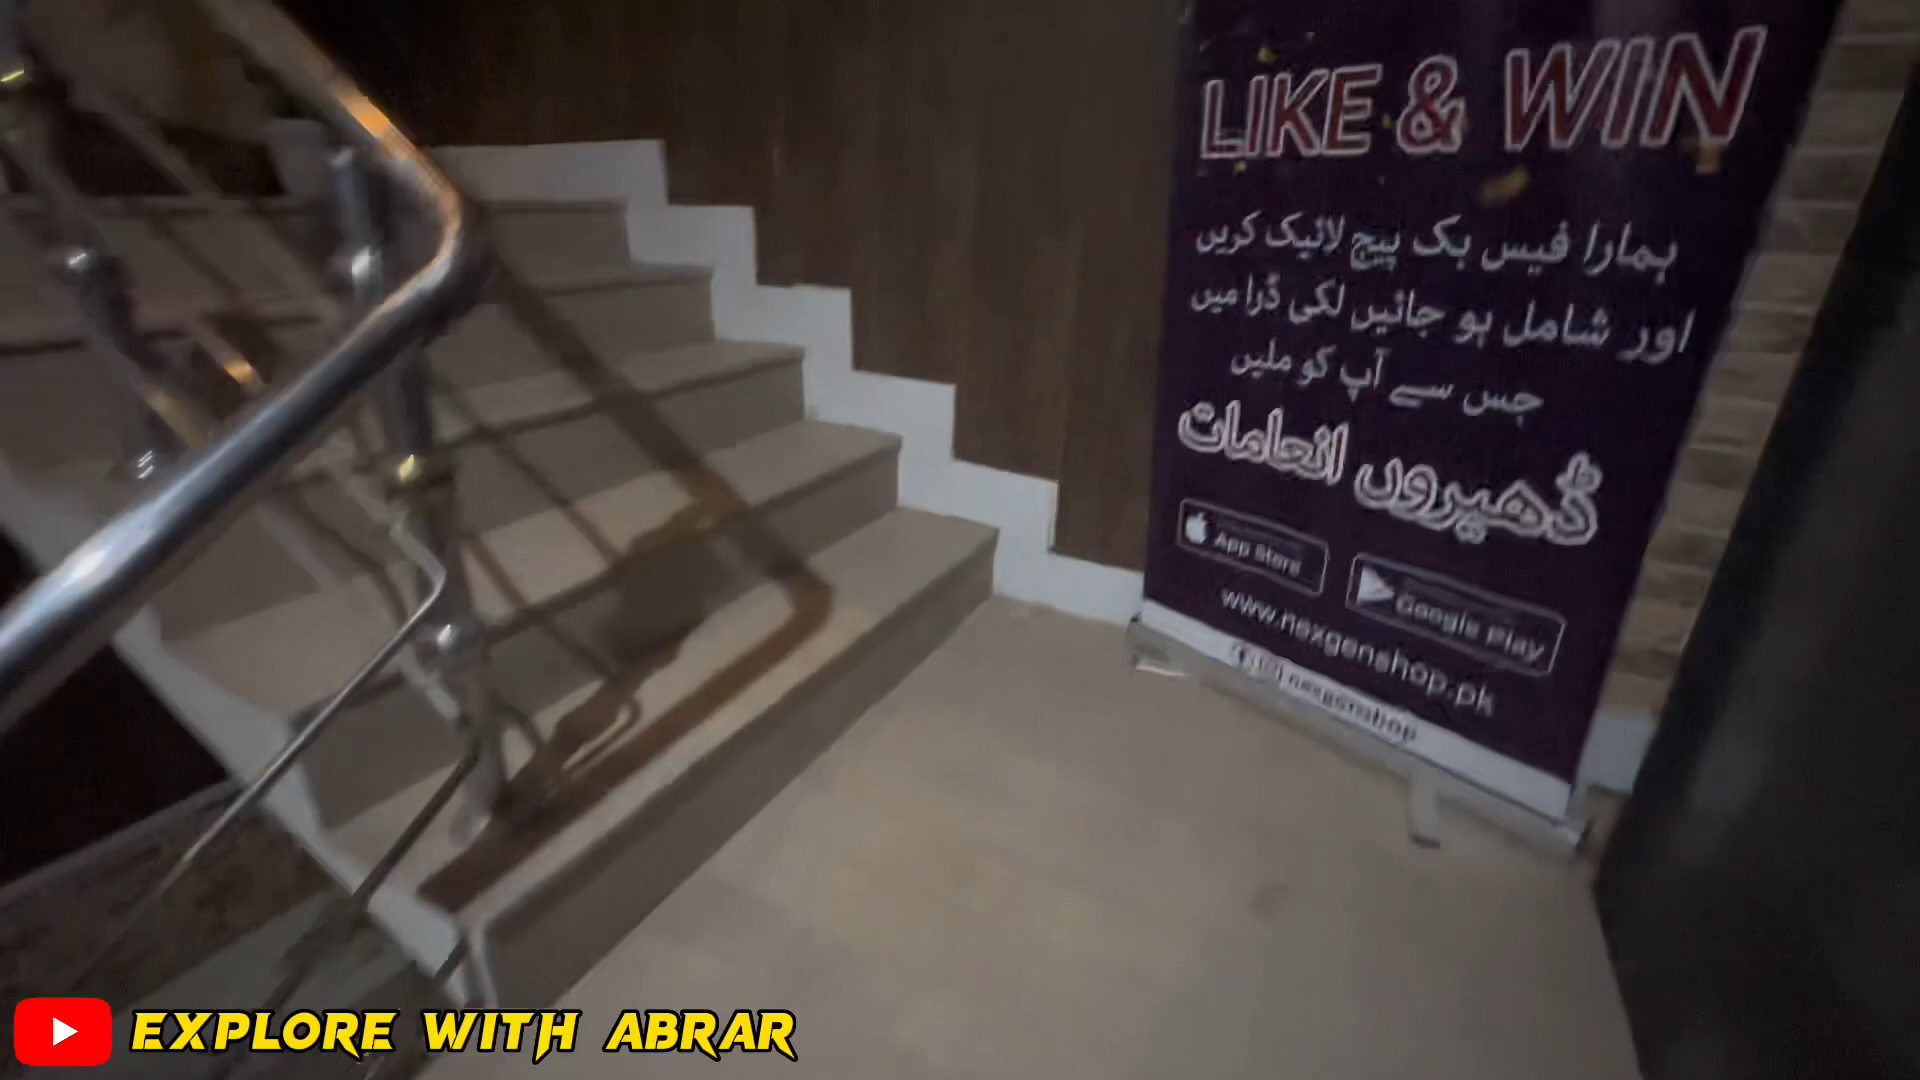 LIKE & WIN
ہمارا فیس بک پیج لائیک کریں
اور شامل ہو جائیں لکی ڈرا میں
جس سے آپ کو ملیں
ڈھیروں انعامات
App Store
Google Play
www.nexgenshop.pk
nexgenshop
EXPLORE WITH ABRAR